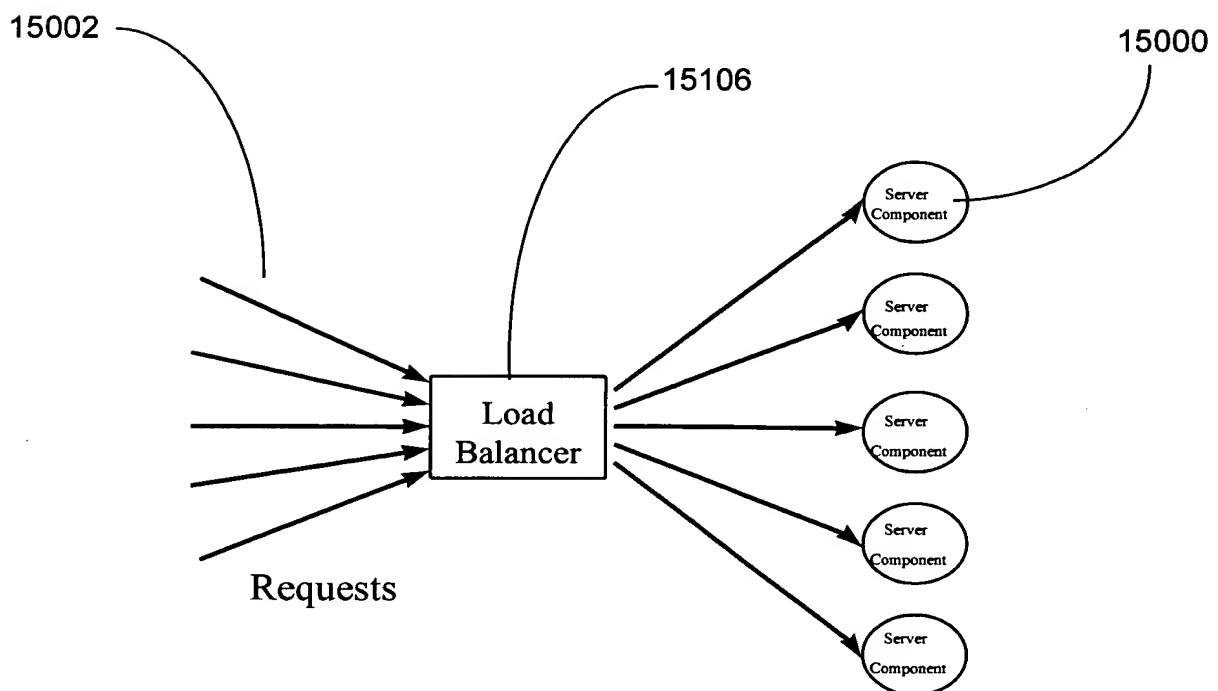 15002
15106
15000
Server
Component
Server
Component
Load
Balancer
Server
Component
Server
Component
Requests
Server
Component